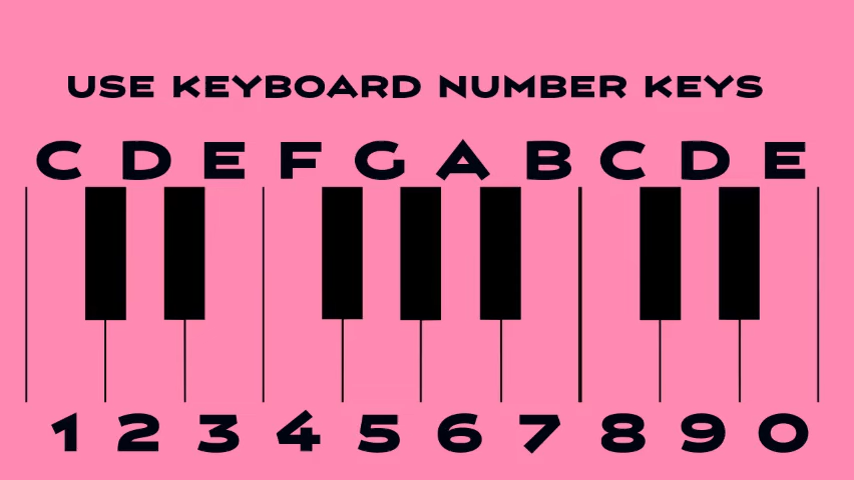 USE KEYBOARD NUMBER KEYS
C D E F G A B C D E
1 2 3 4 5 6 7 8 9 0